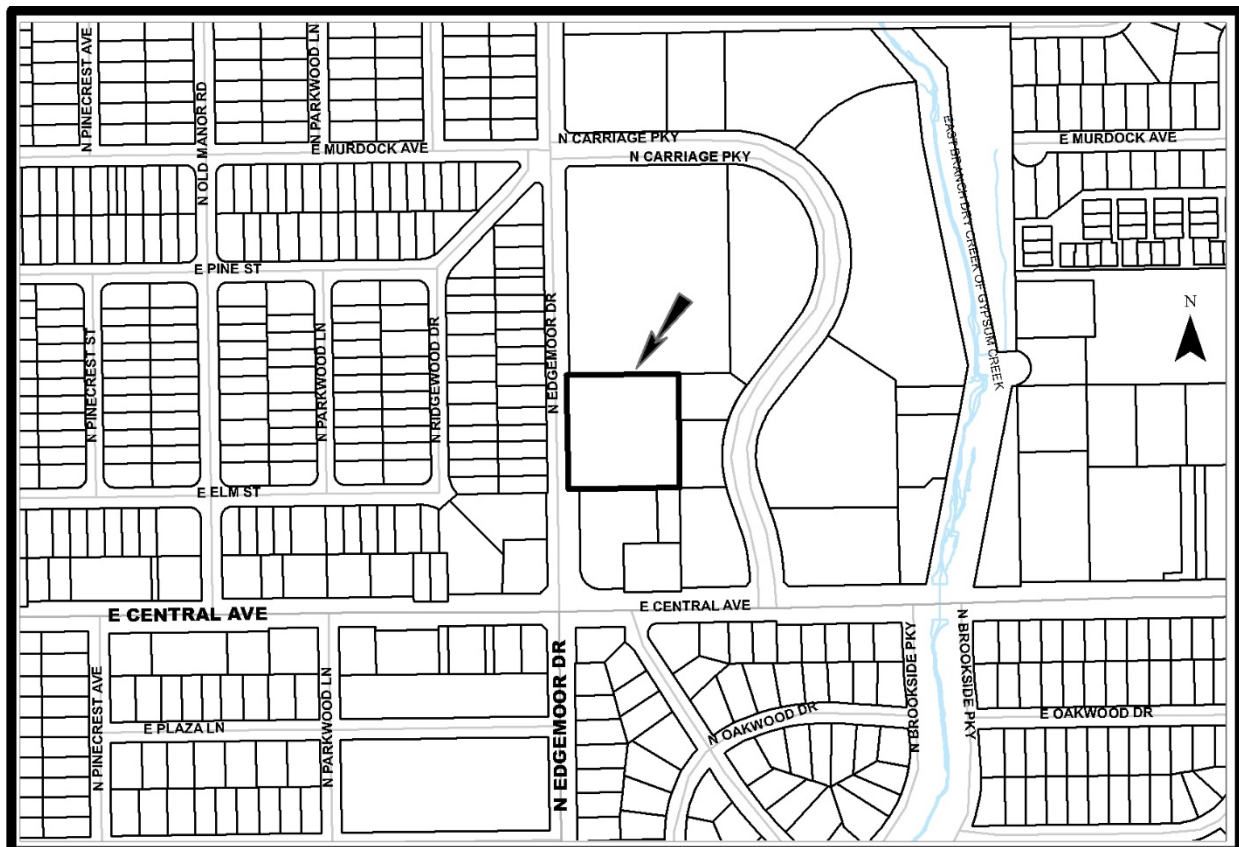 N PINECREST AVE
N OLD MANOR RD
N PARKWOOD LN
E MURDOCK AVE
N CARRIAGE PKY
N CARRIAGE PKY
EAST BRANCH DRY CREEK OF GYPSUM CREEK
E MURDOCK AVE
E PINE ST
N PINECREST ST
N PARKWOOD LN
N RIDGEWOOD DR
N EDGEMOOR DR
N
E ELM ST
E CENTRAL AVE
E CENTRAL AVE
N PINECREST AVE
N PARKWOOD LN
N EDGEMOOR DR
E PLAZA LN
N OAKWOOD DR
N BROOKSIDE PKY
N BROOKSIDE PKY
E OAKWOOD DR